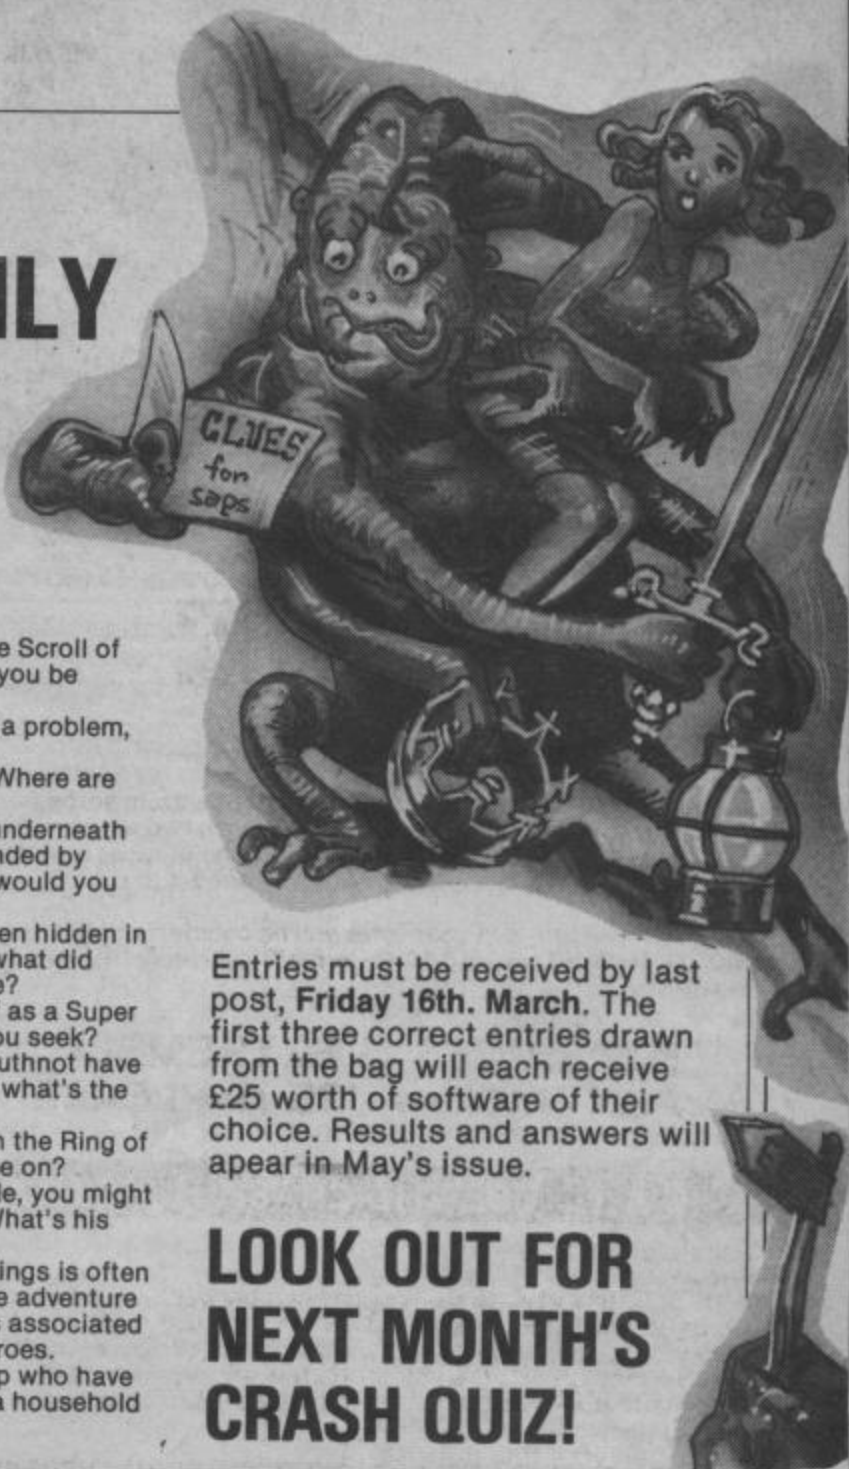 ILY
CLUES
for
saps
e Scroll of
you be
a problem,
Where are
underneath
nded by
would you
en hidden in
what did
e?
as a Super
ou seek?
uthnot have
what's the
n the Ring of
e on?
le, you might
What's his
ings is often
e adventure
associated
roes.
p who have
a household
Entries must be received by last
post, Friday 16th. March. The
first three correct entries drawn
from the bag will each receive
£25 worth of software of their
choice. Results and answers will
apear in May's issue.
LOOK OUT FOR
NEXT MONTH'S
CRASH QUIZ!